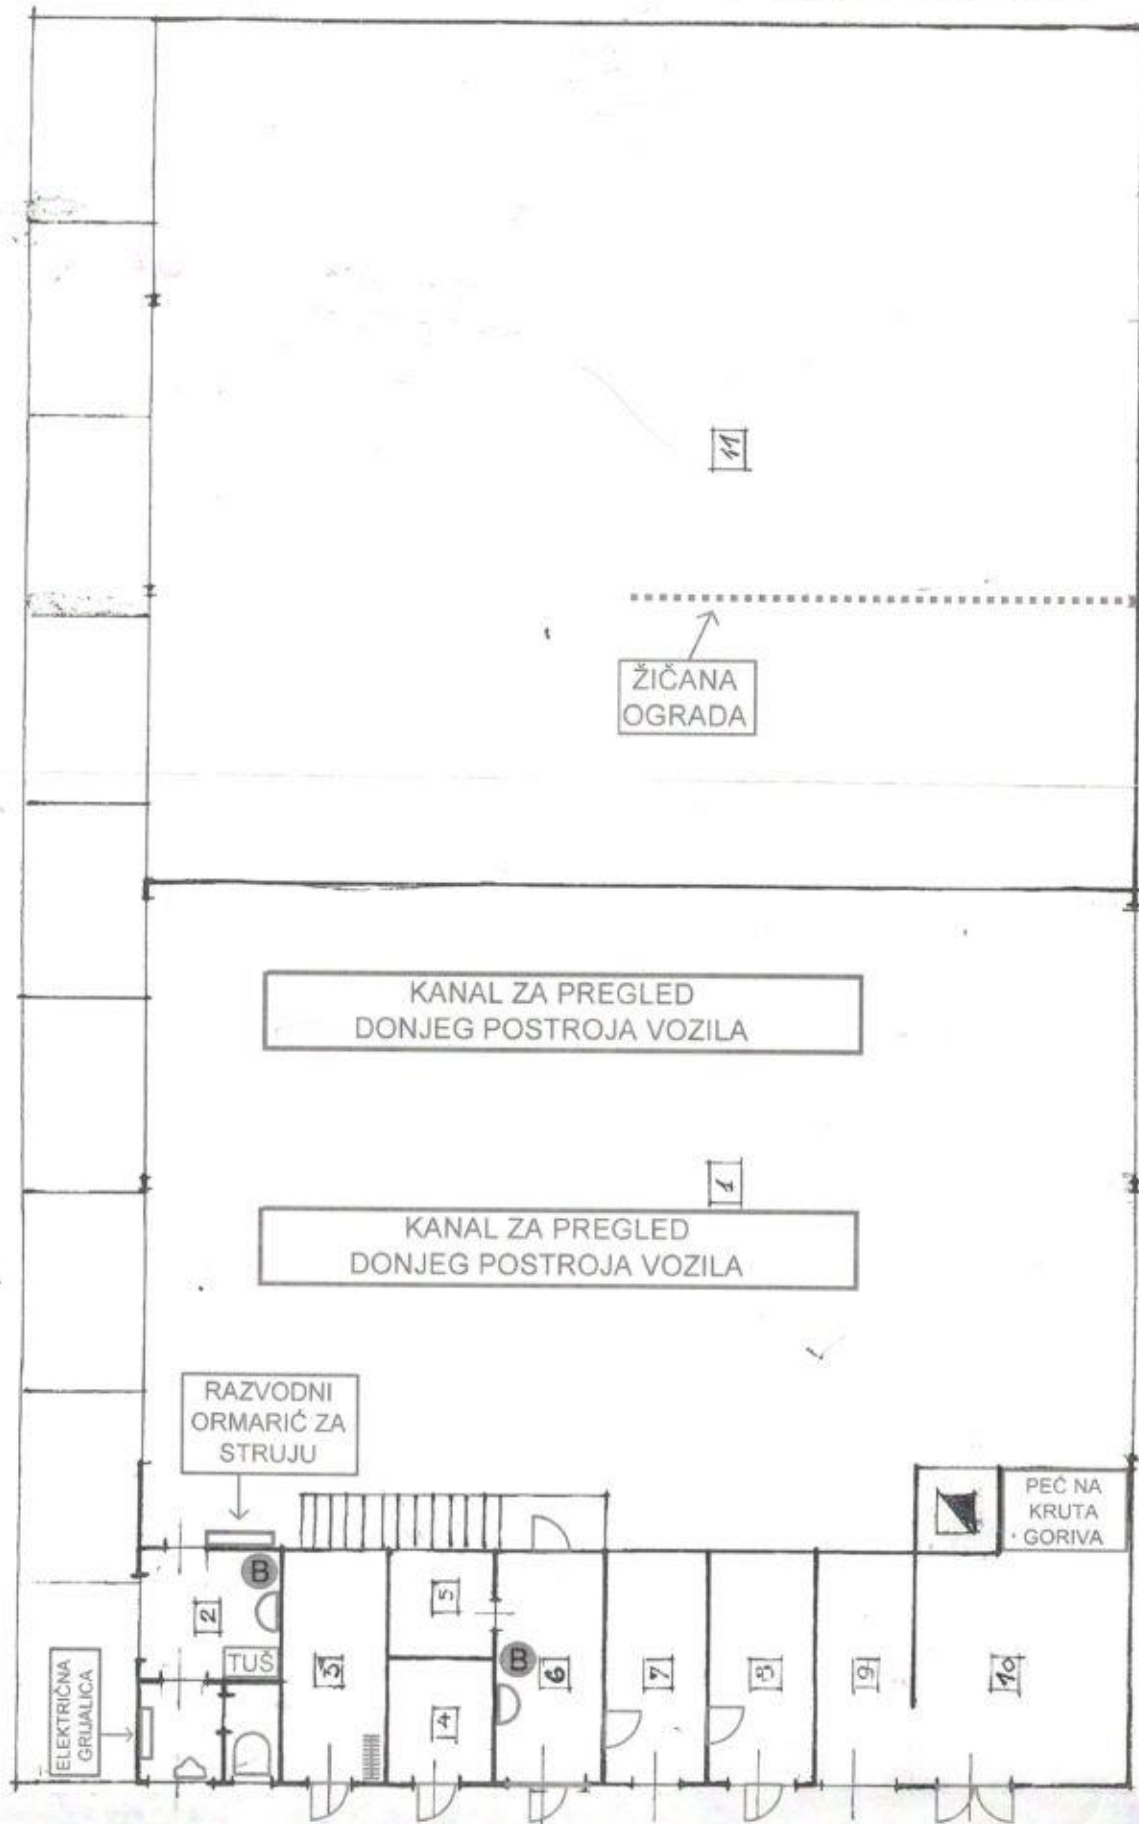 11
ŽIČANA
OGRADA
KANAL ZA PREGLED
DONJEG POSTROJA VOZILA
1
KANAL ZA PREGLED
DONJEG POSTROJA VOZILA
RAZVODNI
ORMARIĆ ZA
STRUJU
PEĆ NA
KRUTA
GORIVA
B
2
5
TUŠ
3
B
6
7
8
9
10
4
ELEKTRIČNA
GRIJALICA